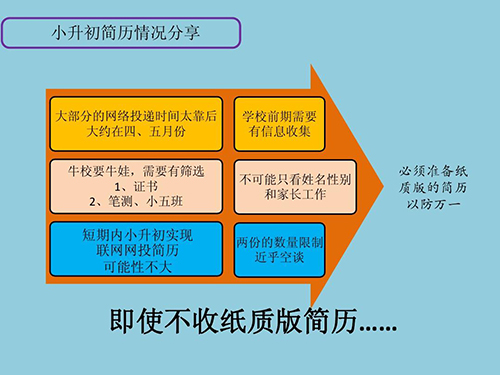 小升初简历情况分享
大部分的网络投递时间太靠后
大约在四、五月份
学校前期需要
有信息收集
牛校要牛娃，需要有筛选
1、证书
2、笔测、小五班
不可能只看姓名性别
和家长工作
必须准备纸
质版的简历
以防万一
短期内小升初实现
联网网投简历
可能性不大
两份的数量限制
近乎空谈
即使不收纸质版简历......